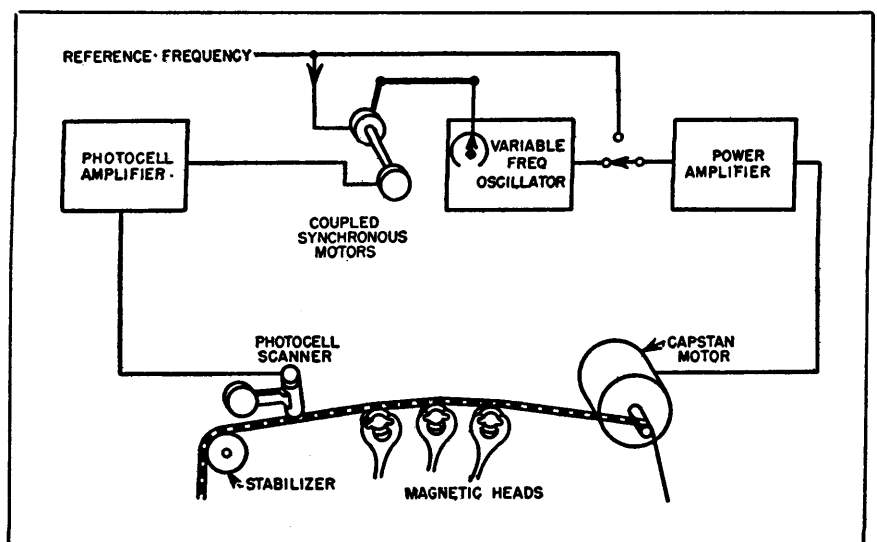 REFERENCE· FREQUENCY
PHOTOCELL
AMPLIFIER.
VARIABLE
FREQ
OSCILLATOR
POWER
AMPLIFIER
COUPLED
SYNCHRONOUS
MOTORS
PHOTOCELL
SCANNER
CAPSTAN
MOTOR
STABILIZER
MAGNETIC HEADS